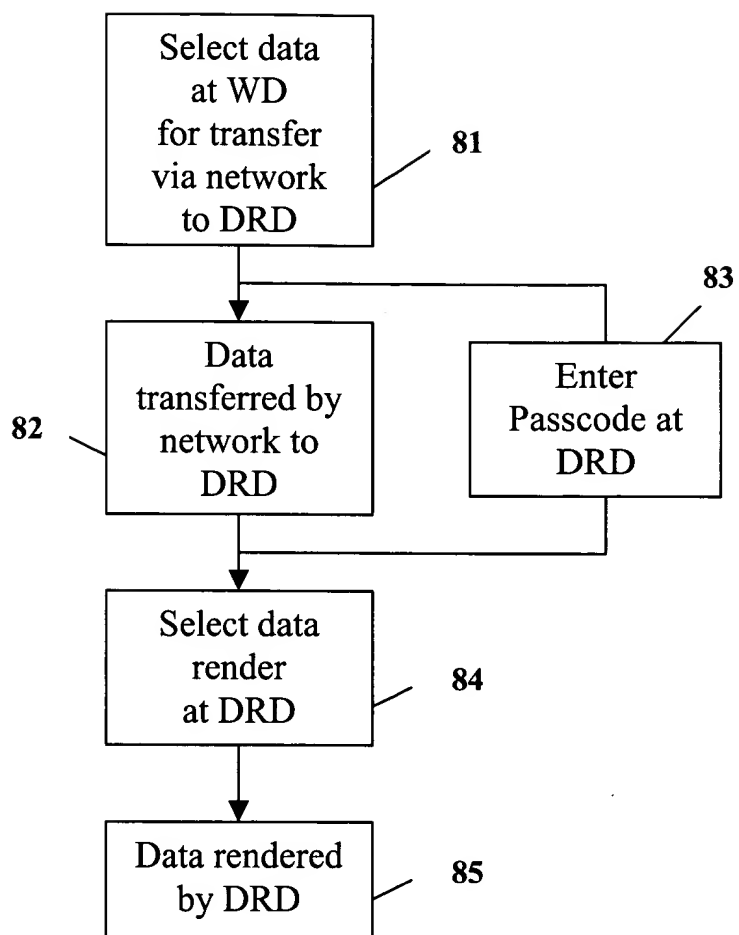 Select data
at WD
for transfer
via network
to DRD
81
83
Data
transferred by
network to
DRD
82
Enter
Passcode at
DRD
Select data
render
at DRD
84
Data rendered
by DRD
85